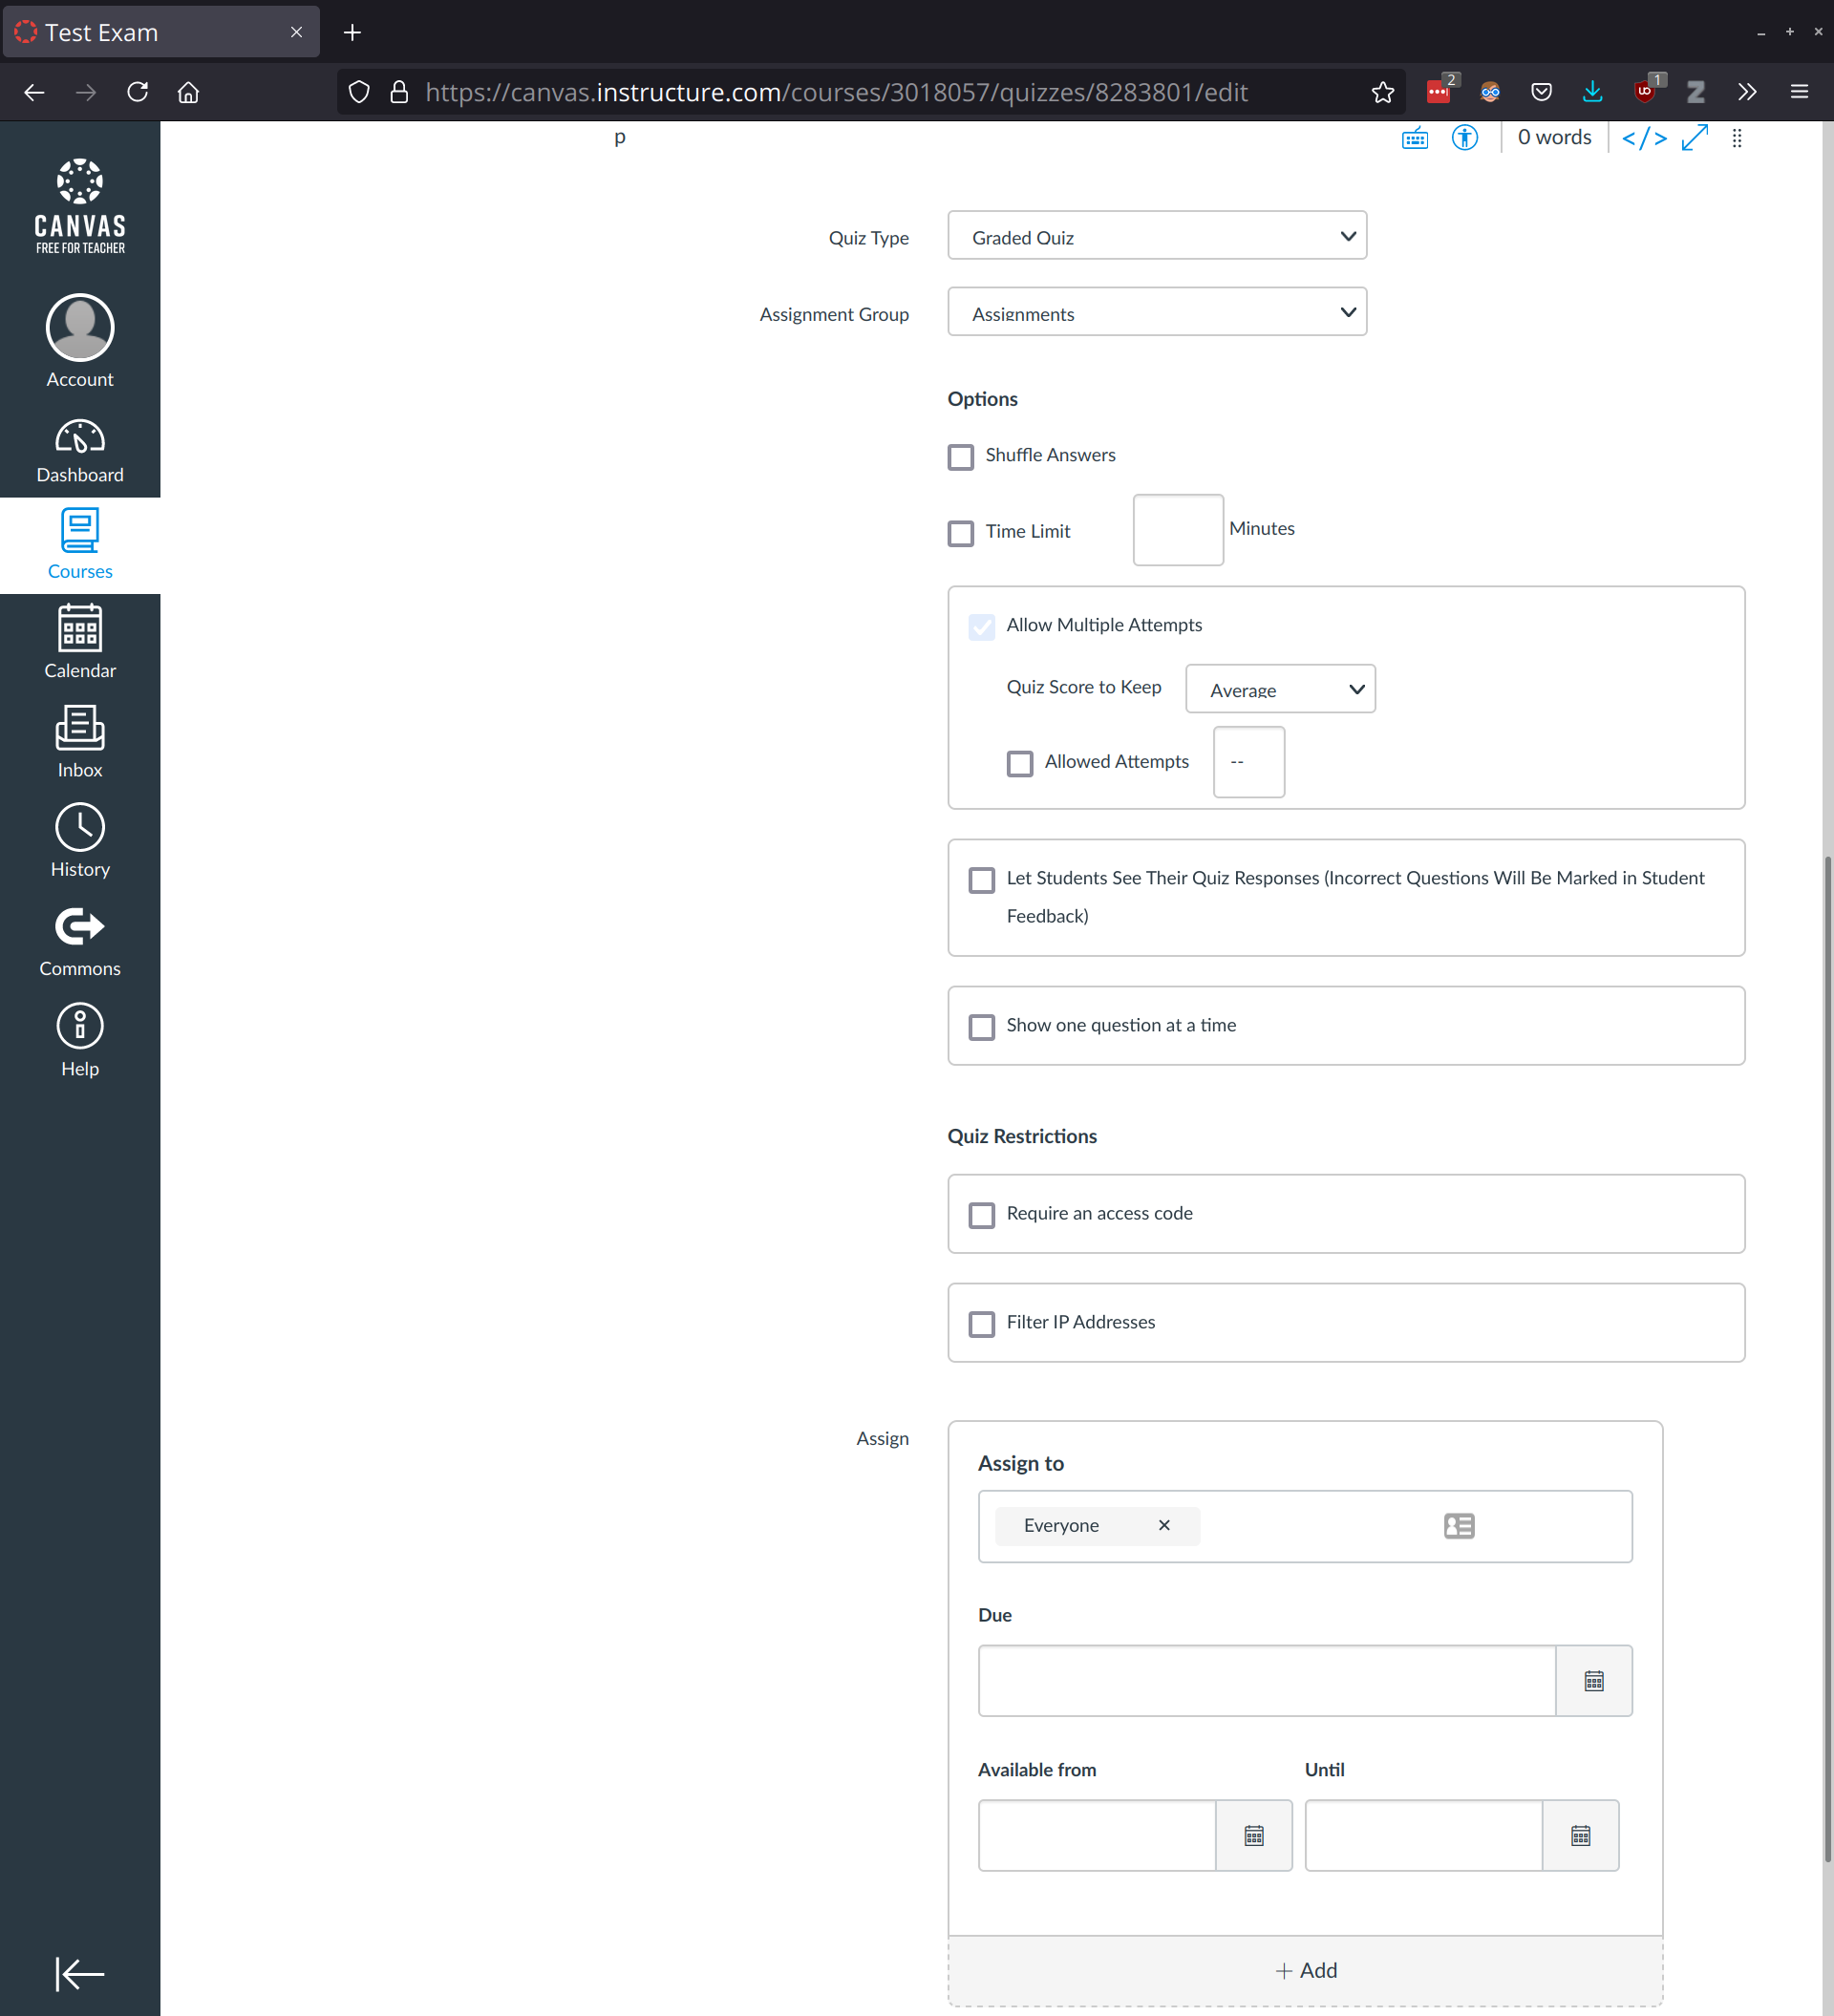 Test Exam
https://canvas.instructure.com/courses/3018057/quizzes/8283801/edit
2
1
CANVAS
FREE FOR TEACHER
Account
Dashboard
Courses
Calendar
Inbox
History
Commons
Help
p
0 words
</>
Quiz Type
Graded Quiz
Assignment Group
Assignments
Options
Shuffle Answers
Time Limit
Minutes
Allow Multiple Attempts
Quiz Score to Keep
Average
Allowed Attempts
--
Let Students See Their Quiz Responses (Incorrect Questions Will Be Marked in Student
Feedback)
Show one question at a time
Quiz Restrictions
Require an access code
Filter IP Addresses
Assign
Assign to
Everyone
Due
Available from
Until
+ Add